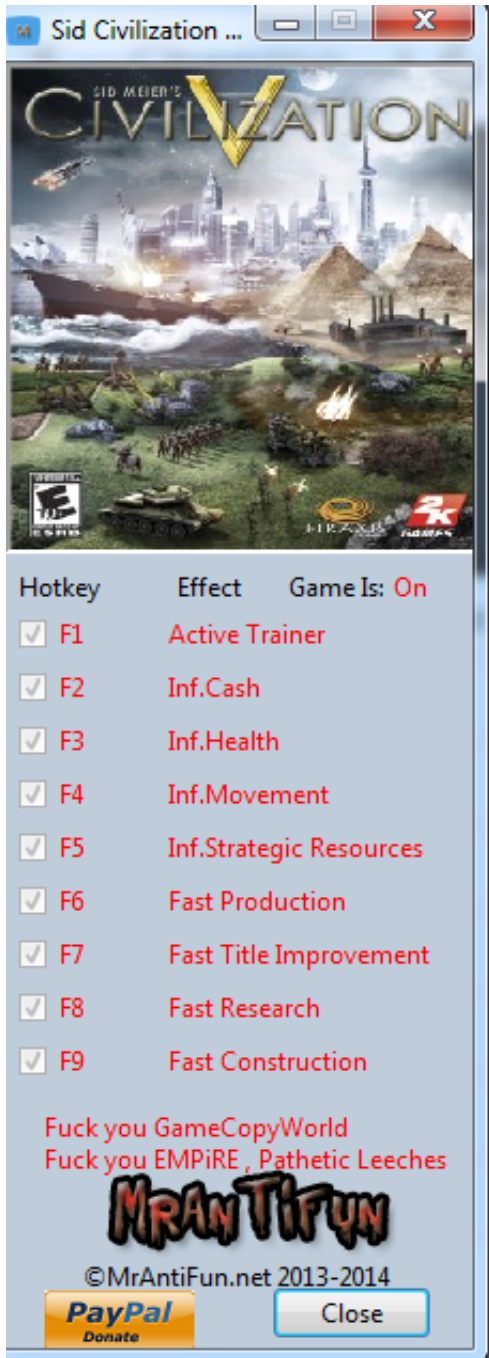 Sid Civilization ...
SID MEIER'S
CIVILIZATION V
FIRAXIS
2K
GAMES
E
ESRB
Hotkey Effect Game Is: On
F1 Active Trainer
F2 Inf.Cash
F3 Inf.Health
F4 Inf.Movement
F5 Inf.Strategic Resources
F6 Fast Production
F7 Fast Title Improvement
F8 Fast Research
F9 Fast Construction
Fuck you GameCopyWorld
Fuck you EMPiRE , Pathetic Leeches
MRANTIFUN
©MrAntiFun.net 2013-2014
PayPal
Donate
Close